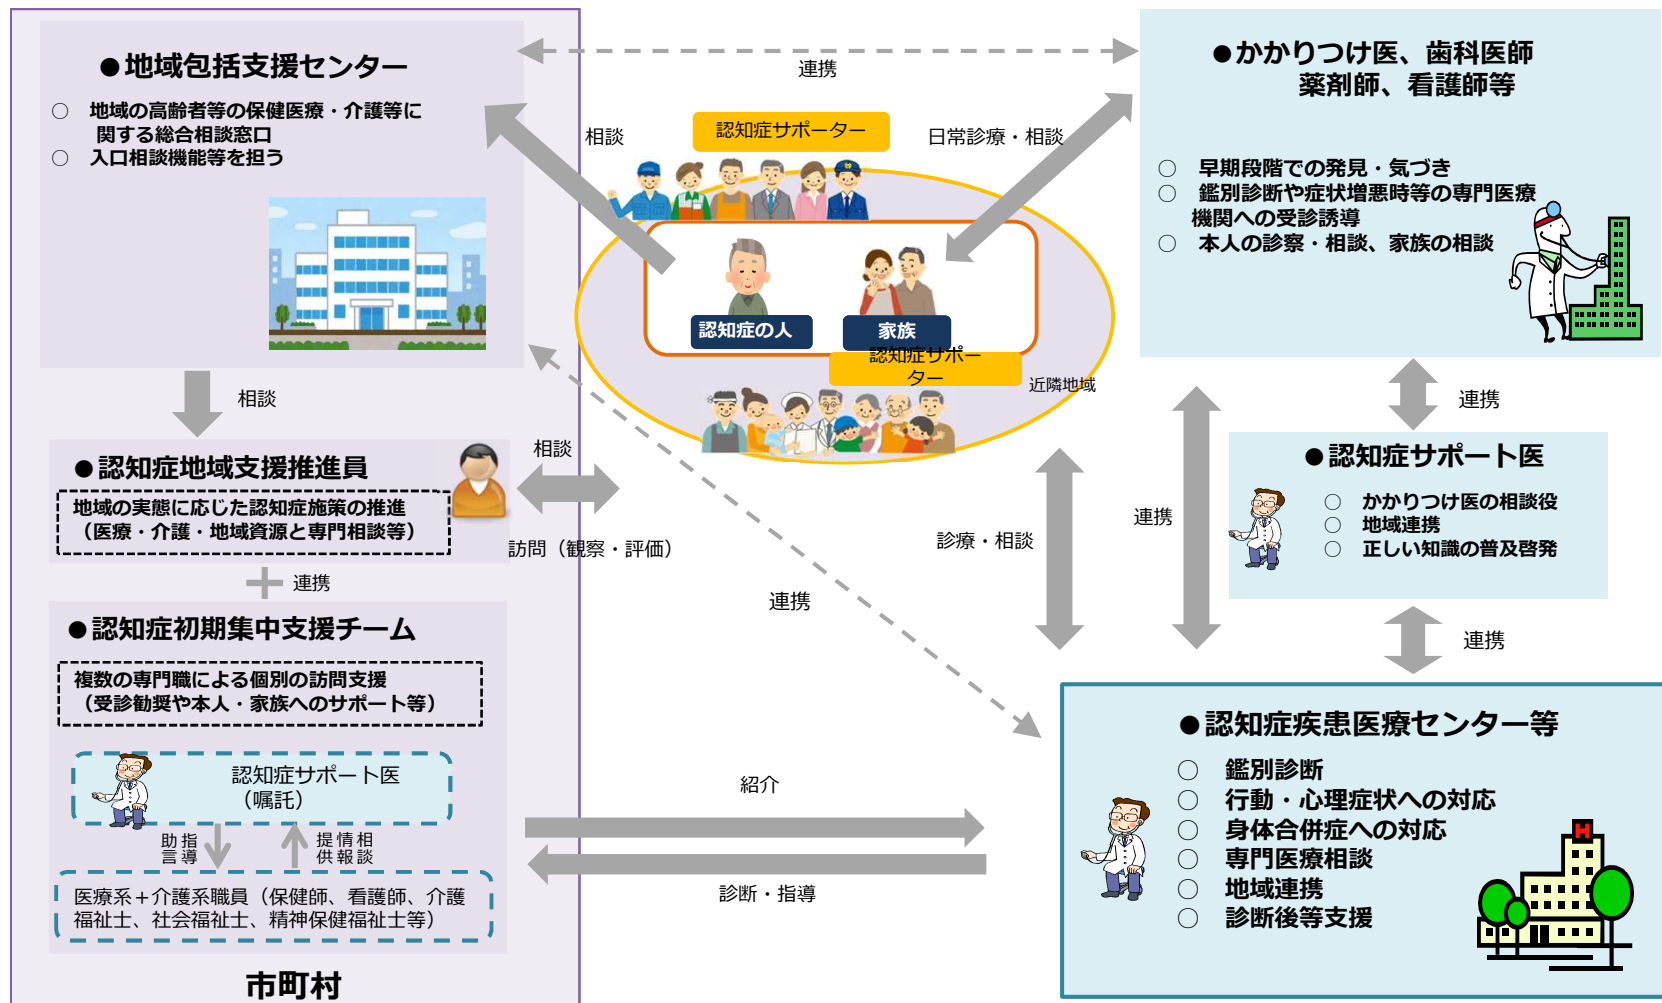 ●地域包括支援センター
○ 地域の高齢者等の保健医療・介護等に
関する総合相談窓口
○ 入口相談機能等を担う
相談
●認知症地域支援推進員
地域の実態に応じた認知症施策の推進
（医療・介護・地域資源と専門相談等）
連携
●認知症初期集中支援チーム
複数の専門職による個別の訪問支援
（受診勧奨や本人・家族へのサポート等）
認知症サポート医
（嘱託）
指導
助言
相談
情報
提供
医療系＋介護系職員（保健師、看護師、介護
福祉士、社会福祉士、精神保健福祉士等）
市町村
連携
相談
認知症サポーター
日常診療・相談
認知症の人
家族
認知症サポー
ター
近隣地域
相談
訪問（観察・評価）
連携
診療・相談
連携
紹介
診断・指導
●かかりつけ医、歯科医師
薬剤師、看護師等
○ 早期段階での発見・気づき
○ 鑑別診断や症状増悪時等の専門医療
機関への受診誘導
○ 本人の診察・相談、家族の相談
連携
●認知症サポート医
○ かかりつけ医の相談役
○ 地域連携
○ 正しい知識の普及啓発
連携
●認知症疾患医療センター等
○ 鑑別診断
○ 行動・心理症状への対応
○ 身体合併症への対応
○ 専門医療相談
○ 地域連携
○ 診断後等支援
H